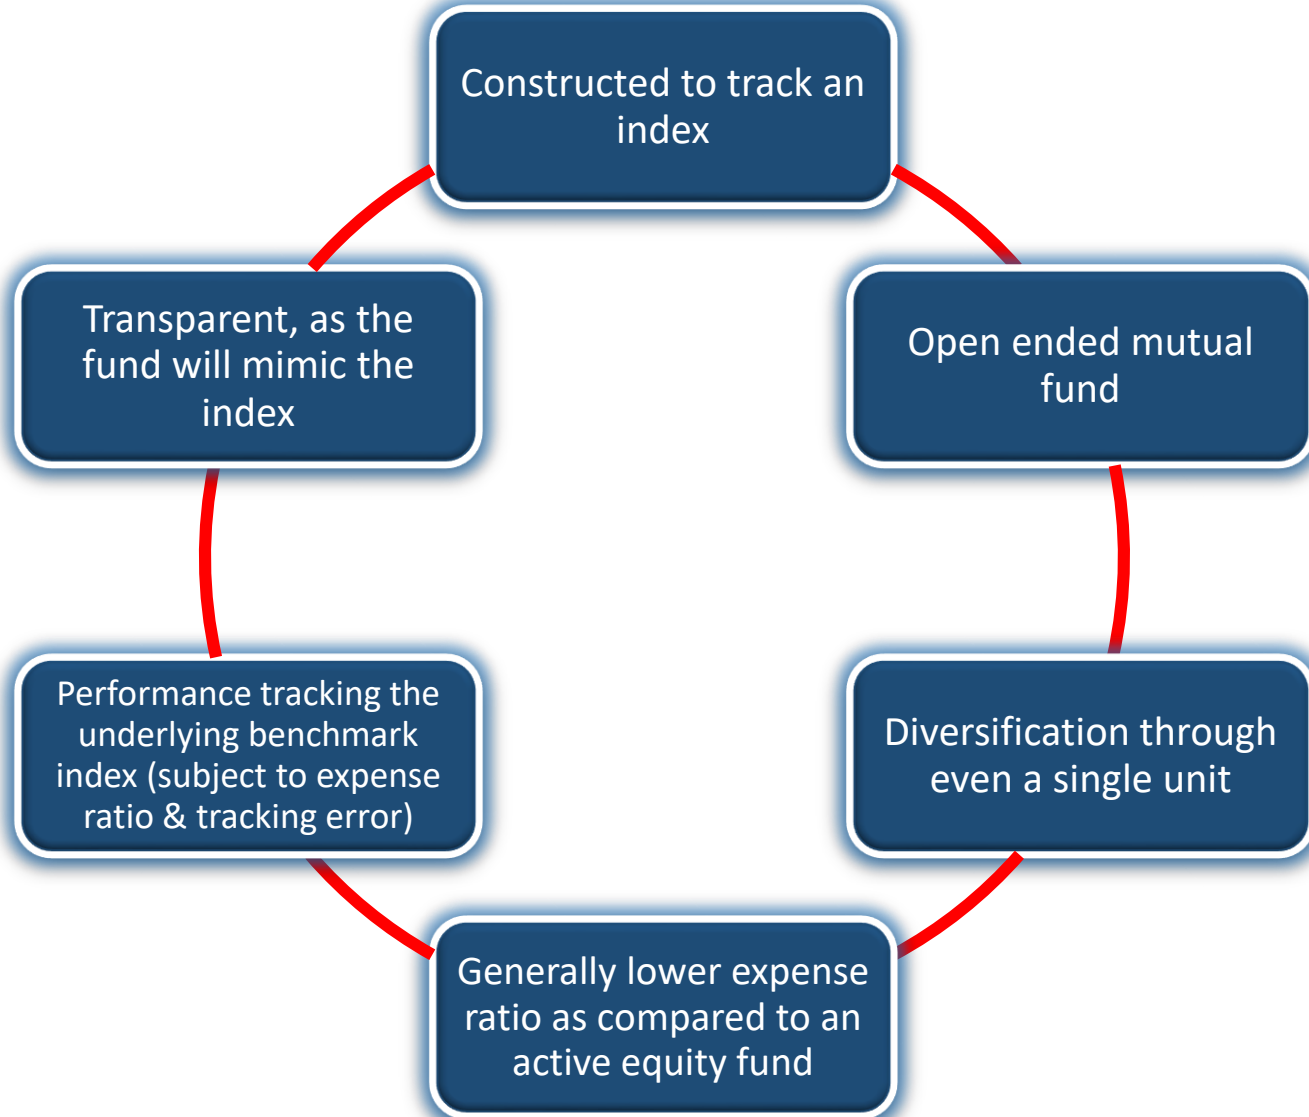 Constructed to track an
index
Open ended mutual
fund
Diversification through
even a single unit
Generally lower expense
ratio as compared to an
active equity fund
Performance tracking the
underlying benchmark
index (subject to expense
ratio & tracking error)
Transparent, as the
fund will mimic the
index